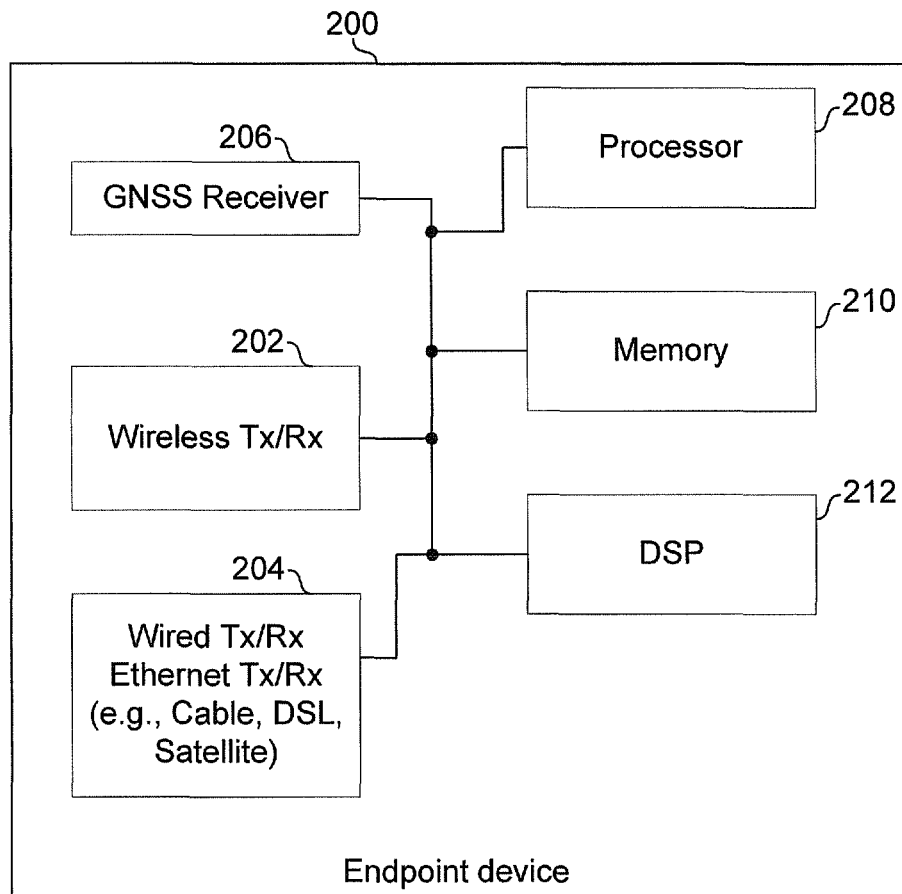 200
206
GNSS Receiver
208
Processor
202
Wireless Tx/Rx
210
Memory
204
Wired Tx/Rx
Ethernet Tx/Rx
(e.g., Cable, DSL,
Satellite)
212
DSP
Endpoint device